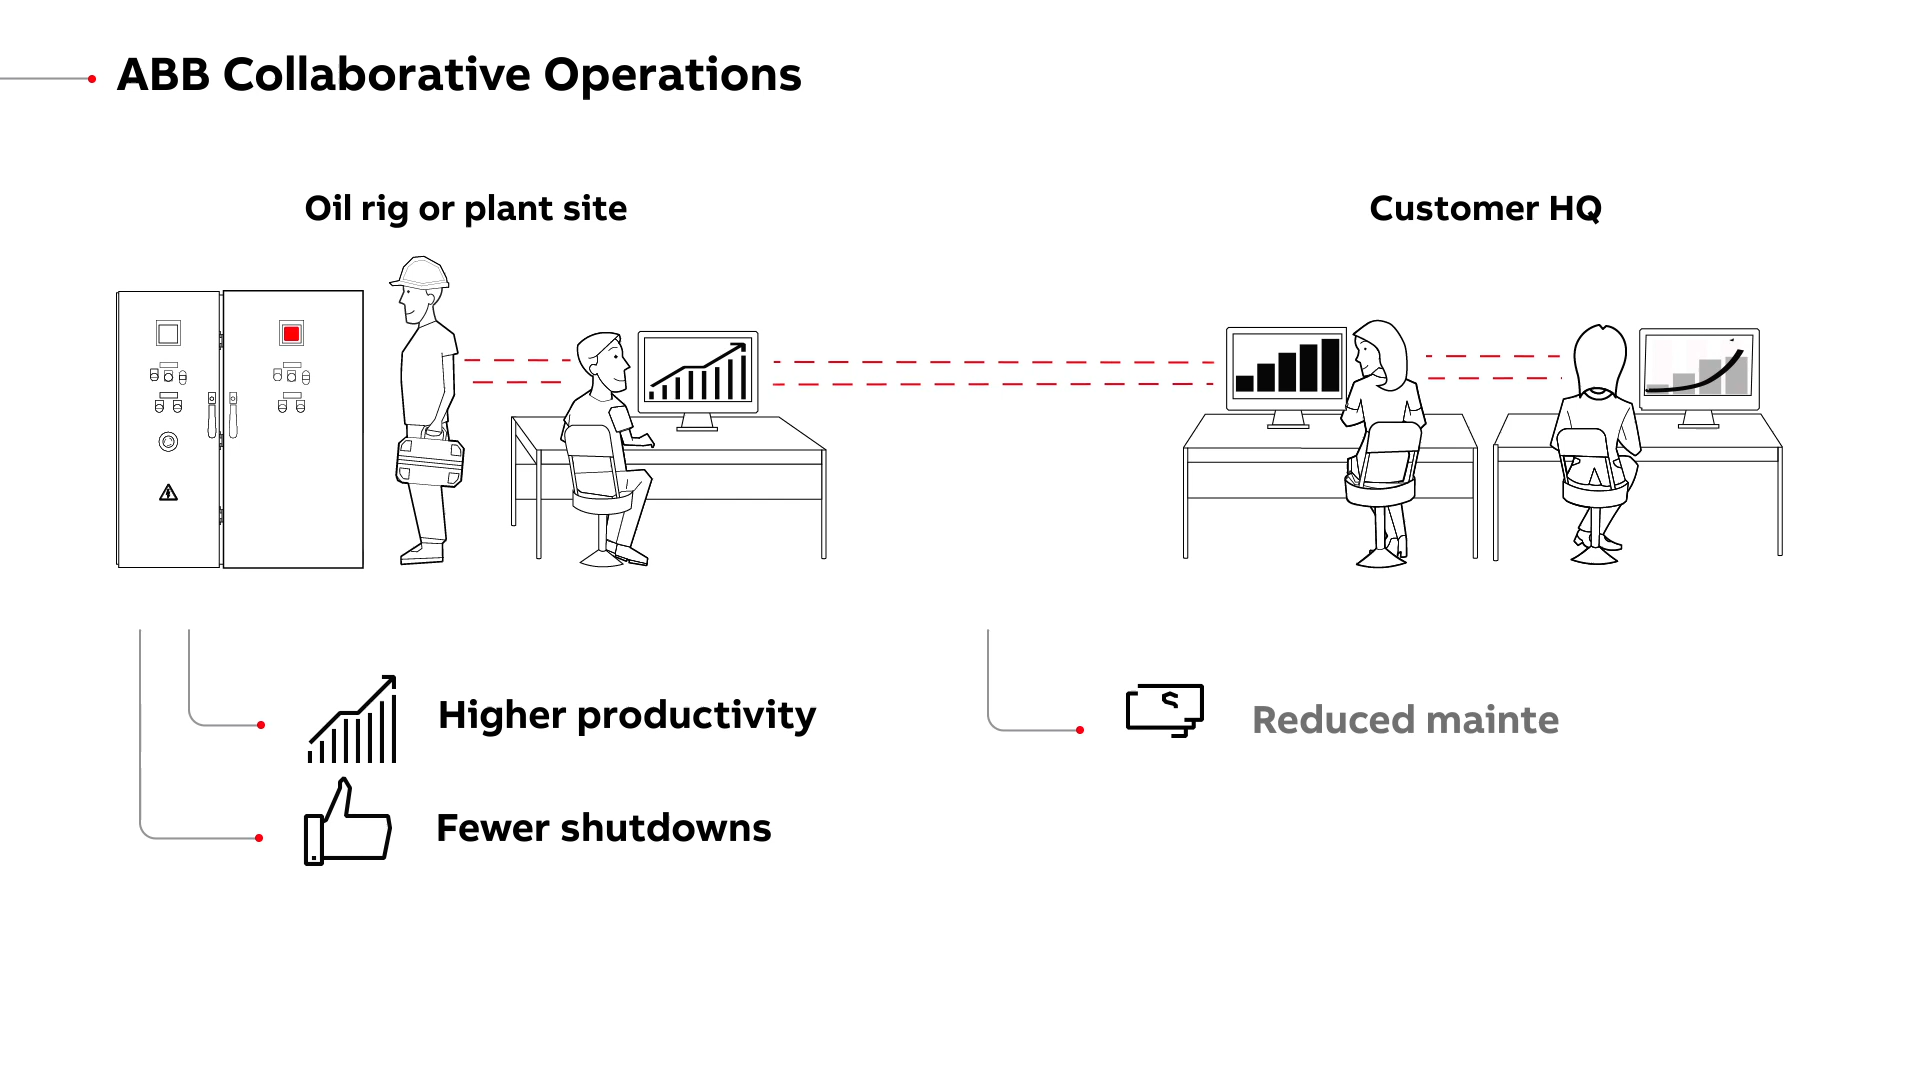 ABB Collaborative Operations
Oil rig or plant site
Customer HQ
Higher productivity
Reduced mainte
Fewer shutdowns